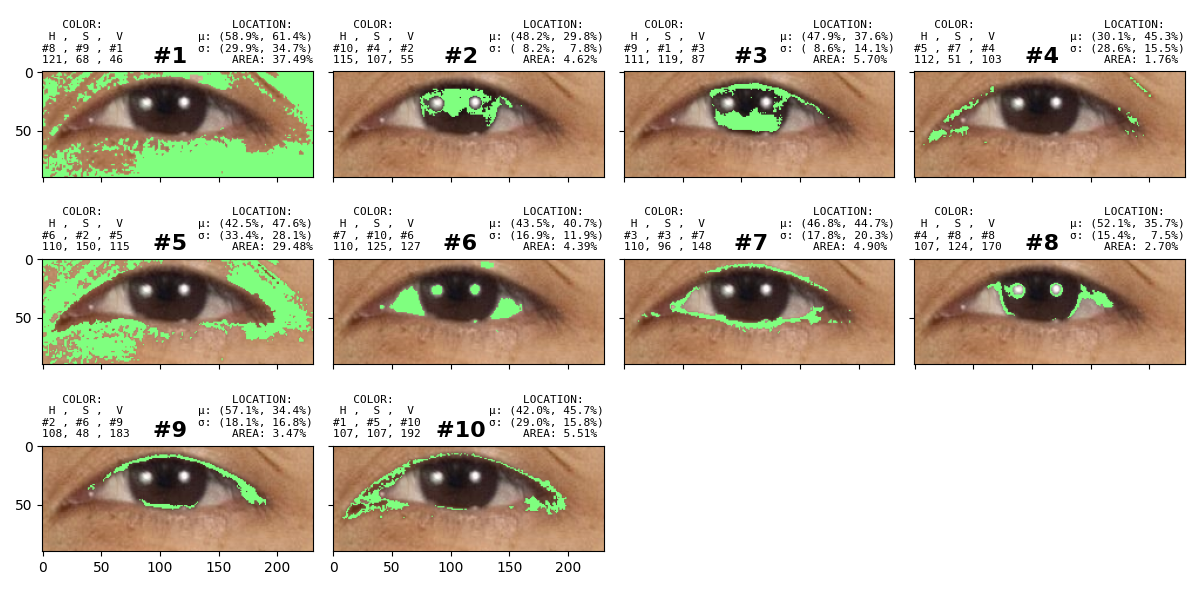 COLOR: LOCATION:
H , S , V μ: (58.9%, 61.4%)
#8 , #9 , #1 σ: (29.9%, 34.7%)
121, 68 , 46 #1 AREA: 37.49%
COLOR: LOCATION:
H , S , V μ: (48.2%, 29.8%)
#10, #4 , #2 σ: ( 8.2%, 7.8%)
115, 107, 55 #2 AREA: 4.62%
COLOR: LOCATION:
H , S , V μ: (47.9%, 37.6%)
#9 , #1 , #3 σ: ( 8.6%, 14.1%)
111, 119, 87 #3 AREA: 5.70%
COLOR: LOCATION:
H , S , V μ: (30.1%, 45.3%)
#5 , #7 , #4 σ: (28.6%, 15.5%)
112, 51 , 103 #4 AREA: 1.76%
0
50
COLOR: LOCATION:
H , S , V μ: (42.5%, 47.6%)
#6 , #2 , #5 σ: (33.4%, 28.1%)
110, 150, 115 #5 AREA: 29.48%
COLOR: LOCATION:
H , S , V μ: (43.5%, 40.7%)
#7 , #10, #6 σ: (16.9%, 11.9%)
110, 125, 127 #6 AREA: 4.39%
COLOR: LOCATION:
H , S , V μ: (46.8%, 44.7%)
#3 , #3 , #7 σ: (17.8%, 20.3%)
110, 96 , 148 #7 AREA: 4.90%
COLOR: LOCATION:
H , S , V μ: (52.1%, 35.7%)
#4 , #8 , #8 σ: (15.4%, 7.5%)
107, 124, 170 #8 AREA: 2.70%
0
50
COLOR: LOCATION:
H , S , V μ: (57.1%, 34.4%)
#2 , #6 , #9 σ: (18.1%, 16.8%)
108, 48 , 183 #9 AREA: 3.47%
COLOR: LOCATION:
H , S , V μ: (42.0%, 45.7%)
#1 , #5 , #10 σ: (29.0%, 15.8%)
107, 107, 192 #10 AREA: 5.51%
0
50
0 50 100 150 200
0 50 100 150 200